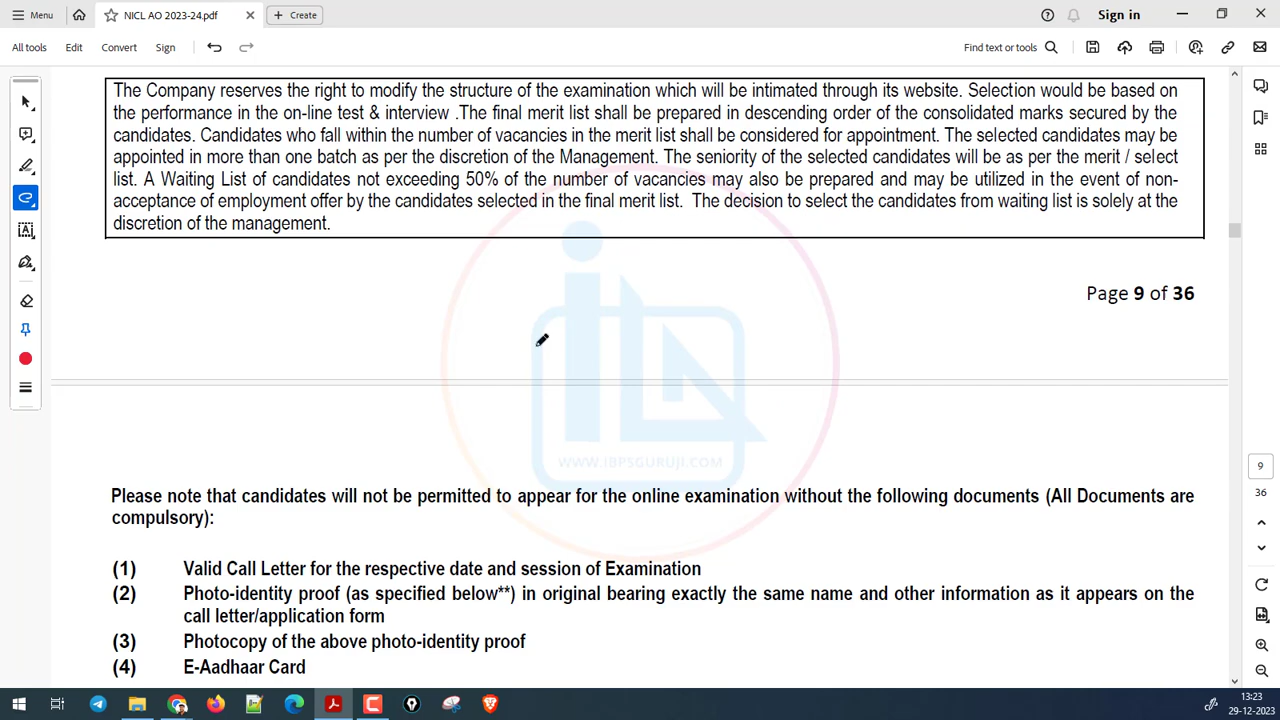 Menu
NICL AO 2023-24.pdf
Create
Sign in
All tools
Edit
Convert
Sign
Find text or tools
The Company reserves the right to modify the structure of the examination which will be intimated through its website. Selection would be based on
the performance in the on-line test & interview .The final merit list shall be prepared in descending order of the consolidated marks secured by the
candidates. Candidates who fall within the number of vacancies in the merit list shall be considered for appointment. The selected candidates may be
appointed in more than one batch as per the discretion of the Management. The seniority of the selected candidates will be as per the merit / select
list. A Waiting List of candidates not exceeding 50% of the number of vacancies may also be prepared and may be utilized in the event of non-
acceptance of employment offer by the candidates selected in the final merit list. The decision to select the candidates from waiting list is solely at the
discretion of the management.
Page 9 of 36
WWW.iBPSGURUJI.COM
9
36
Please note that candidates will not be permitted to appear for the online examination without the following documents (All Documents are
compulsory):
(1) Valid Call Letter for the respective date and session of Examination
(2) Photo-identity proof (as specified below**) in original bearing exactly the same name and other information as it appears on the
call letter/application form
(3) Photocopy of the above photo-identity proof
(4) E-Aadhaar Card
13:23
29-12-2023